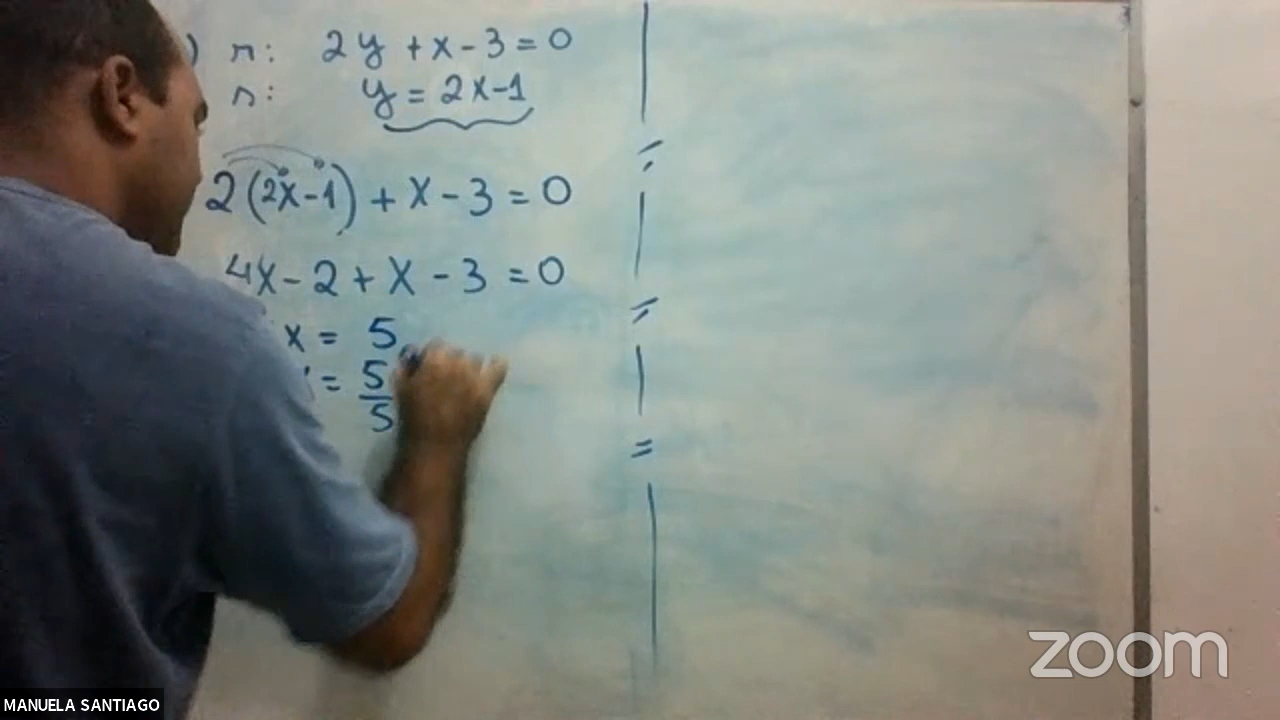 ) r: 2y + x - 3 = 0
s: y = 2x - 1
2(2x - 1) + x - 3 = 0
4x - 2 + x - 3 = 0
x = 5
= 5/5
zoom
MANUELA SANTIAGO